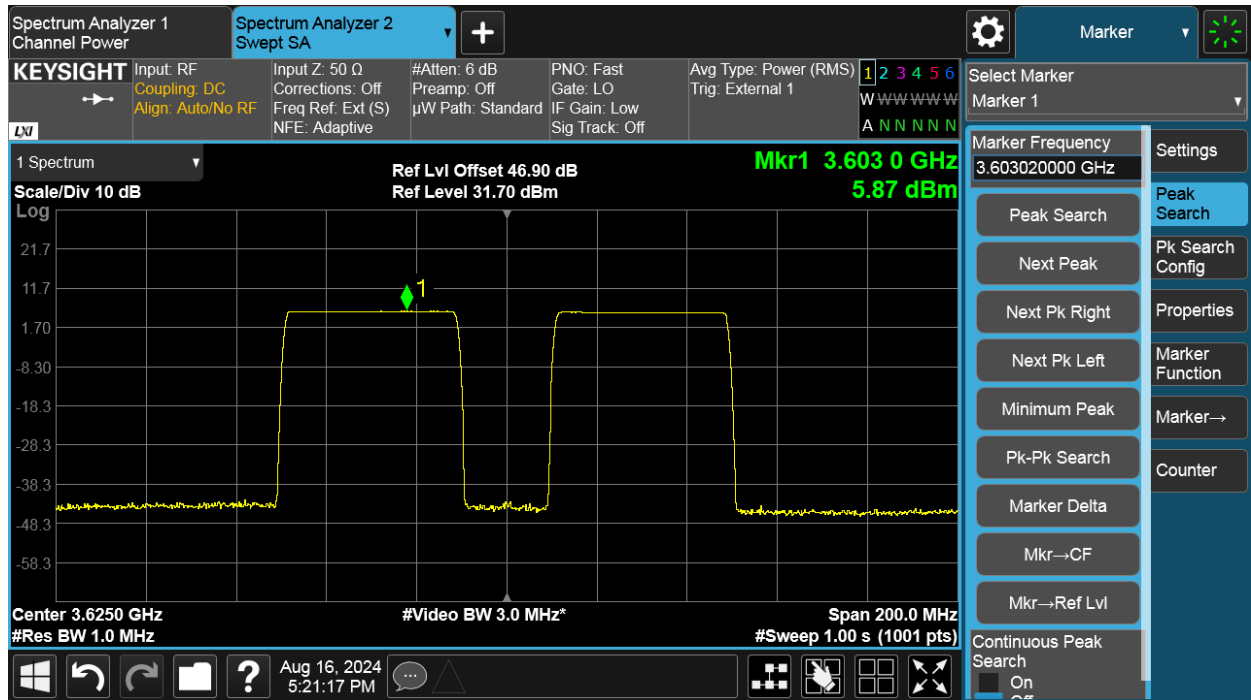 Spectrum Analyzer 1
Channel Power
Spectrum Analyzer 2
Swept SA
▼
+
Marker
▼
KEYSIGHT
LXI
Input: RF
Coupling: DC
Align: Auto/No RF
Input Z: 50 Ω
Corrections: Off
Freq Ref: Ext (S)
NFE: Adaptive
#Atten: 6 dB
Preamp: Off
µW Path: Standard
PNO: Fast
Gate: LO
IF Gain: Low
Sig Track: Off
Avg Type: Power (RMS)
Trig: External 1
1 2 3 4 5 6
W W W W W W
A N N N N N
Select Marker
Marker 1
▼
1 Spectrum
▼
Scale/Div 10 dB
Ref Lvl Offset 46.90 dB
Ref Level 31.70 dBm
Mkr1 3.603 0 GHz
5.87 dBm
Log
21.7
11.7
1.70
-8.30
-18.3
-28.3
-38.3
-48.3
-58.3
1
Center 3.6250 GHz
#Res BW 1.0 MHz
#Video BW 3.0 MHz*
Span 200.0 MHz
#Sweep 1.00 s (1001 pts)
Marker Frequency
3.603020000 GHz
Peak Search
Next Peak
Next Pk Right
Next Pk Left
Minimum Peak
Pk-Pk Search
Marker Delta
Mkr→CF
Mkr→Ref Lvl
Continuous Peak
Search
On
Off
Settings
Peak
Search
Pk Search
Config
Properties
Marker
Function
Marker→
Counter
?
Aug 16, 2024
5:21:17 PM